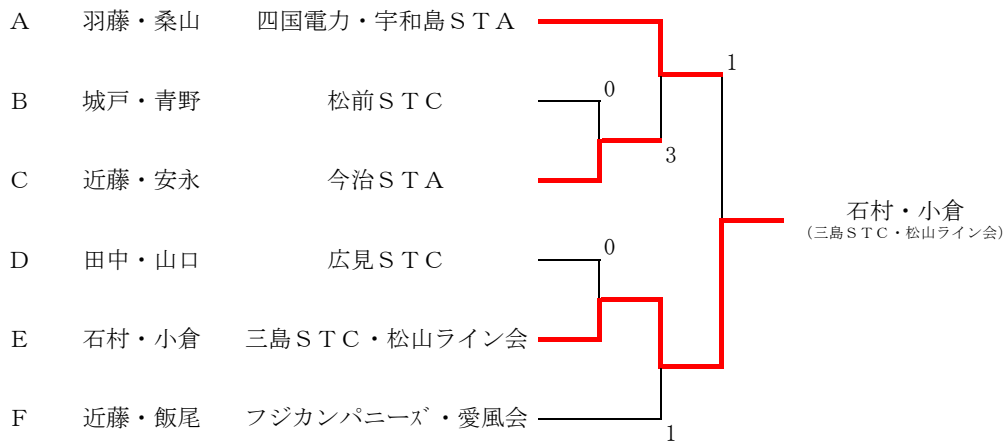 A 羽藤・桑山 四国電力・宇和島ＳＴＡ
1
B 城戸・青野 松前ＳＴＣ 0
3
C 近藤・安永 今治ＳＴＡ
石村・小倉
(三島ＳＴＣ・松山ライン会)
D 田中・山口 広見ＳＴＣ 0
E 石村・小倉 三島ＳＴＣ・松山ライン会
F 近藤・飯尾 フジカンパニーズ・愛風会
1